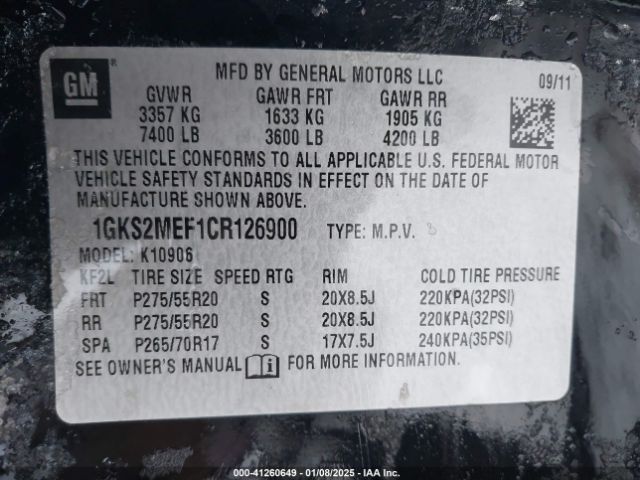 GM ®
MFD BY GENERAL MOTORS LLC
09/11
GVWR GAWR FRT GAWR RR
3357 KG 1633 KG 1905 KG
7400 LB 3600 LB 4200 LB
THIS VEHICLE CONFORMS TO ALL APPLICABLE U.S. FEDERAL MOTOR
VEHICLE SAFETY STANDARDS IN EFFECT ON THE DATE OF
MANUFACTURE SHOWN ABOVE.
1GKS2MEF1CR126900 TYPE: M.P.V.
MODEL: K10906
KF2L TIRE SIZE SPEED RTG RIM COLD TIRE PRESSURE
FRT P275/55R20 S 20X8.5J 220KPA(32PSI)
RR P275/55R20 S 20X8.5J 220KPA(32PSI)
SPA P265/70R17 S 17X7.5J 240KPA(35PSI)
SEE OWNER'S MANUAL i FOR MORE INFORMATION.
000-41260649 | 01/08/2025 | IAA Inc.